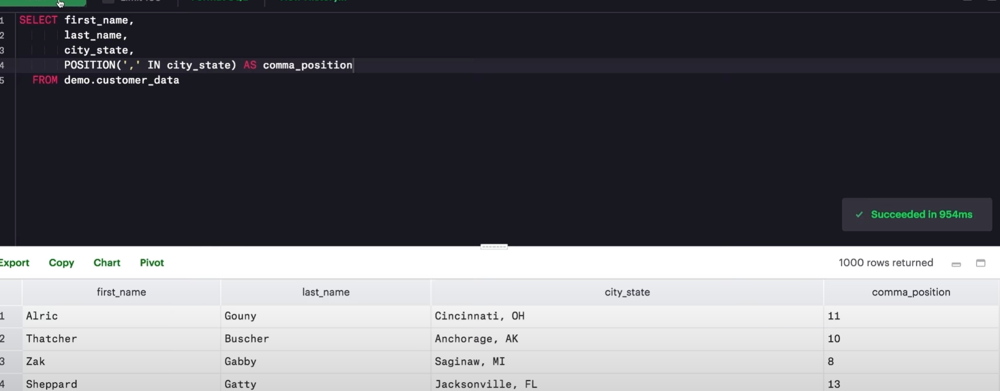 1 SELECT first_name,
2 last_name,
3 city_state,
4 POSITION(',' IN city_state) AS comma_position
5 FROM demo.customer_data
✓ Succeeded in 954ms
Export Copy Chart Pivot 1000 rows returned
first_name last_name city_state comma_position
1 Alric Gouny Cincinnati, OH 11
2 Thatcher Buscher Anchorage, AK 10
3 Zak Gabby Saginaw, MI 8
4 Sheppard Gatty Jacksonville, FL 13